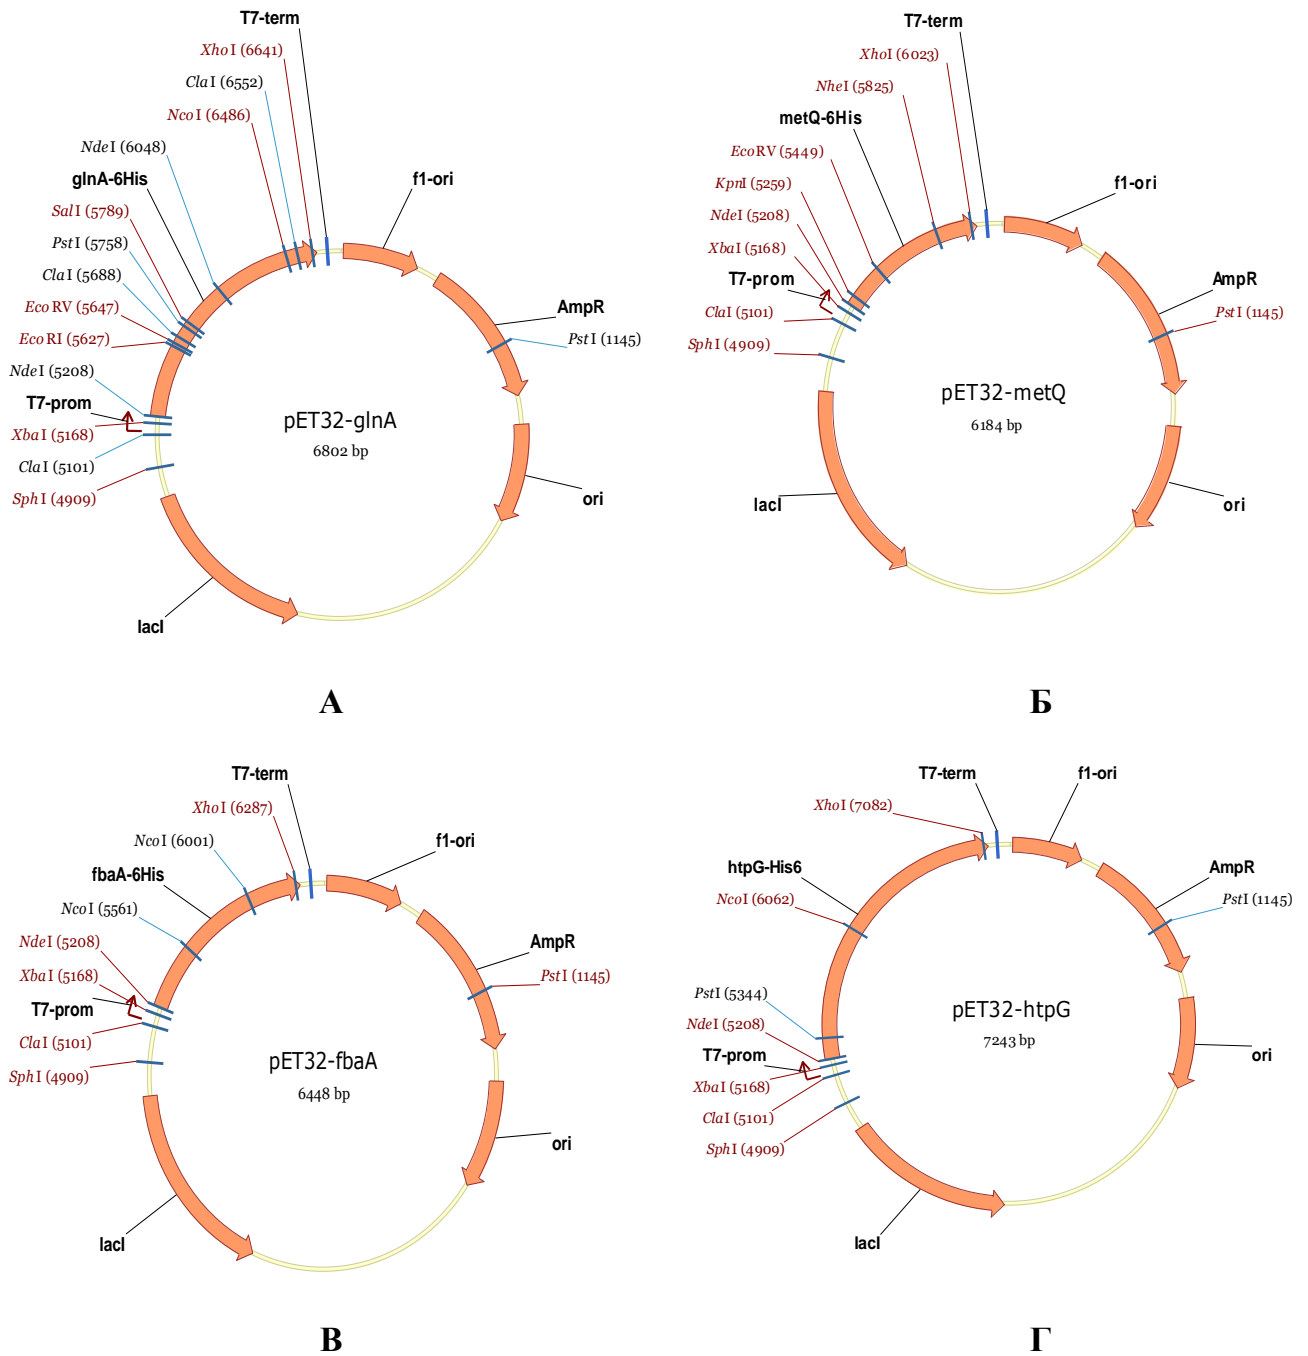 T7-term
XhoI (6641)
ClaI (6552)
NcoI (6486)
NdeI (6048)
glnA-6His
f1-ori
SalI (5789)
PstI (5758)
ClaI (5688)
EcoRV (5647)
EcoRI (5627)
AmpR
PstI (1145)
NdeI (5208)
T7-prom
XbaI (5168)
ClaI (5101)
SphI (4909)
pET32-glnA
6802 bp
ori
lacI
А
T7-term
XhoI (6023)
NheI (5825)
metQ-6His
EcoRV (5449)
KpnI (5259)
f1-ori
NdeI (5208)
XbaI (5168)
T7-prom
AmpR
ClaI (5101)
PstI (1145)
SphI (4909)
pET32-metQ
6184 bp
lacI
ori
Б
T7-term
XhoI (6287)
NcoI (6001)
f1-ori
fbaA-6His
NcoI (5561)
AmpR
NdeI (5208)
XbaI (5168)
PstI (1145)
T7-prom
ClaI (5101)
SphI (4909)
pET32-fbaA
6448 bp
ori
lacI
В
T7-term
f1-ori
XhoI (7082)
htpG-His6
AmpR
NcoI (6062)
PstI (1145)
PstI (5344)
NdeI (5208)
T7-prom
XbaI (5168)
ClaI (5101)
SphI (4909)
pET32-htpG
7243 bp
ori
lacI
Г